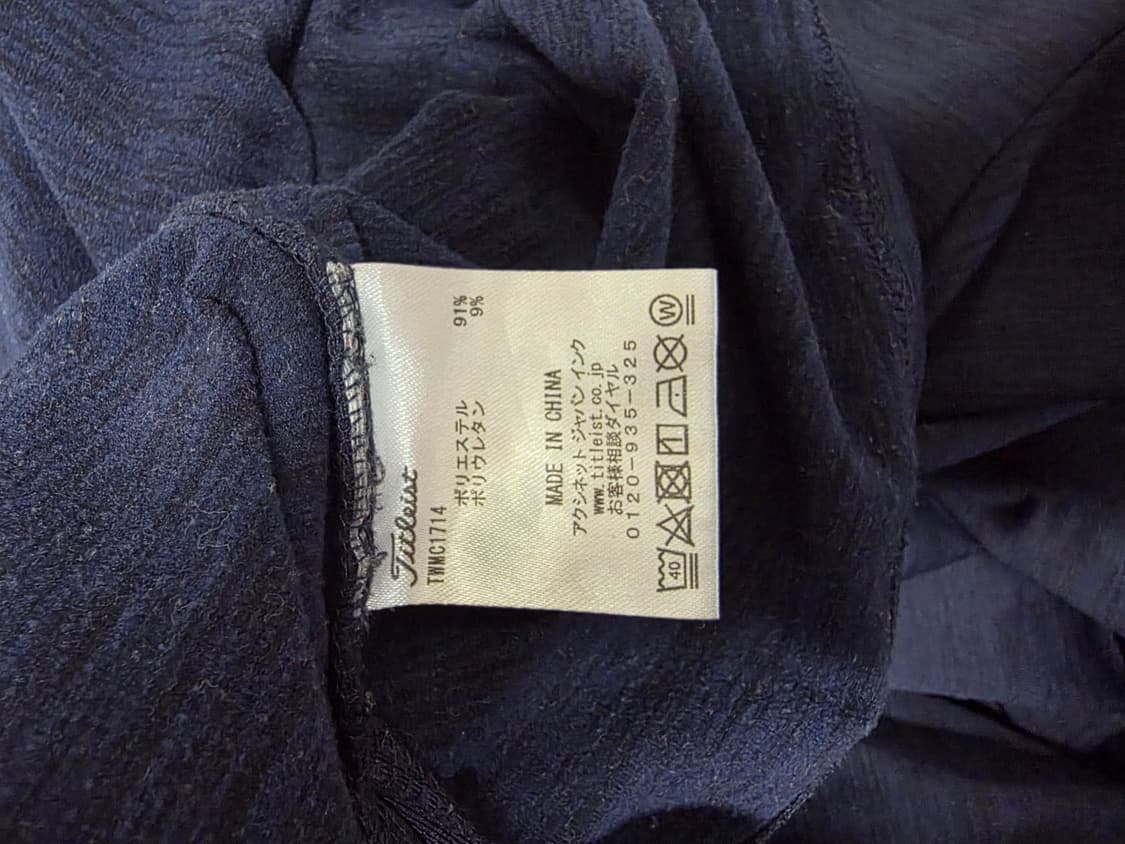 Titleist
TWMC1714
ポリエステル 91%
ポリウレタン 9%
MADE IN CHINA
アクシネット ジャパン インク
www.titleist.co.jp
お客様相談ダイヤル
0120-935-325
40 1 W